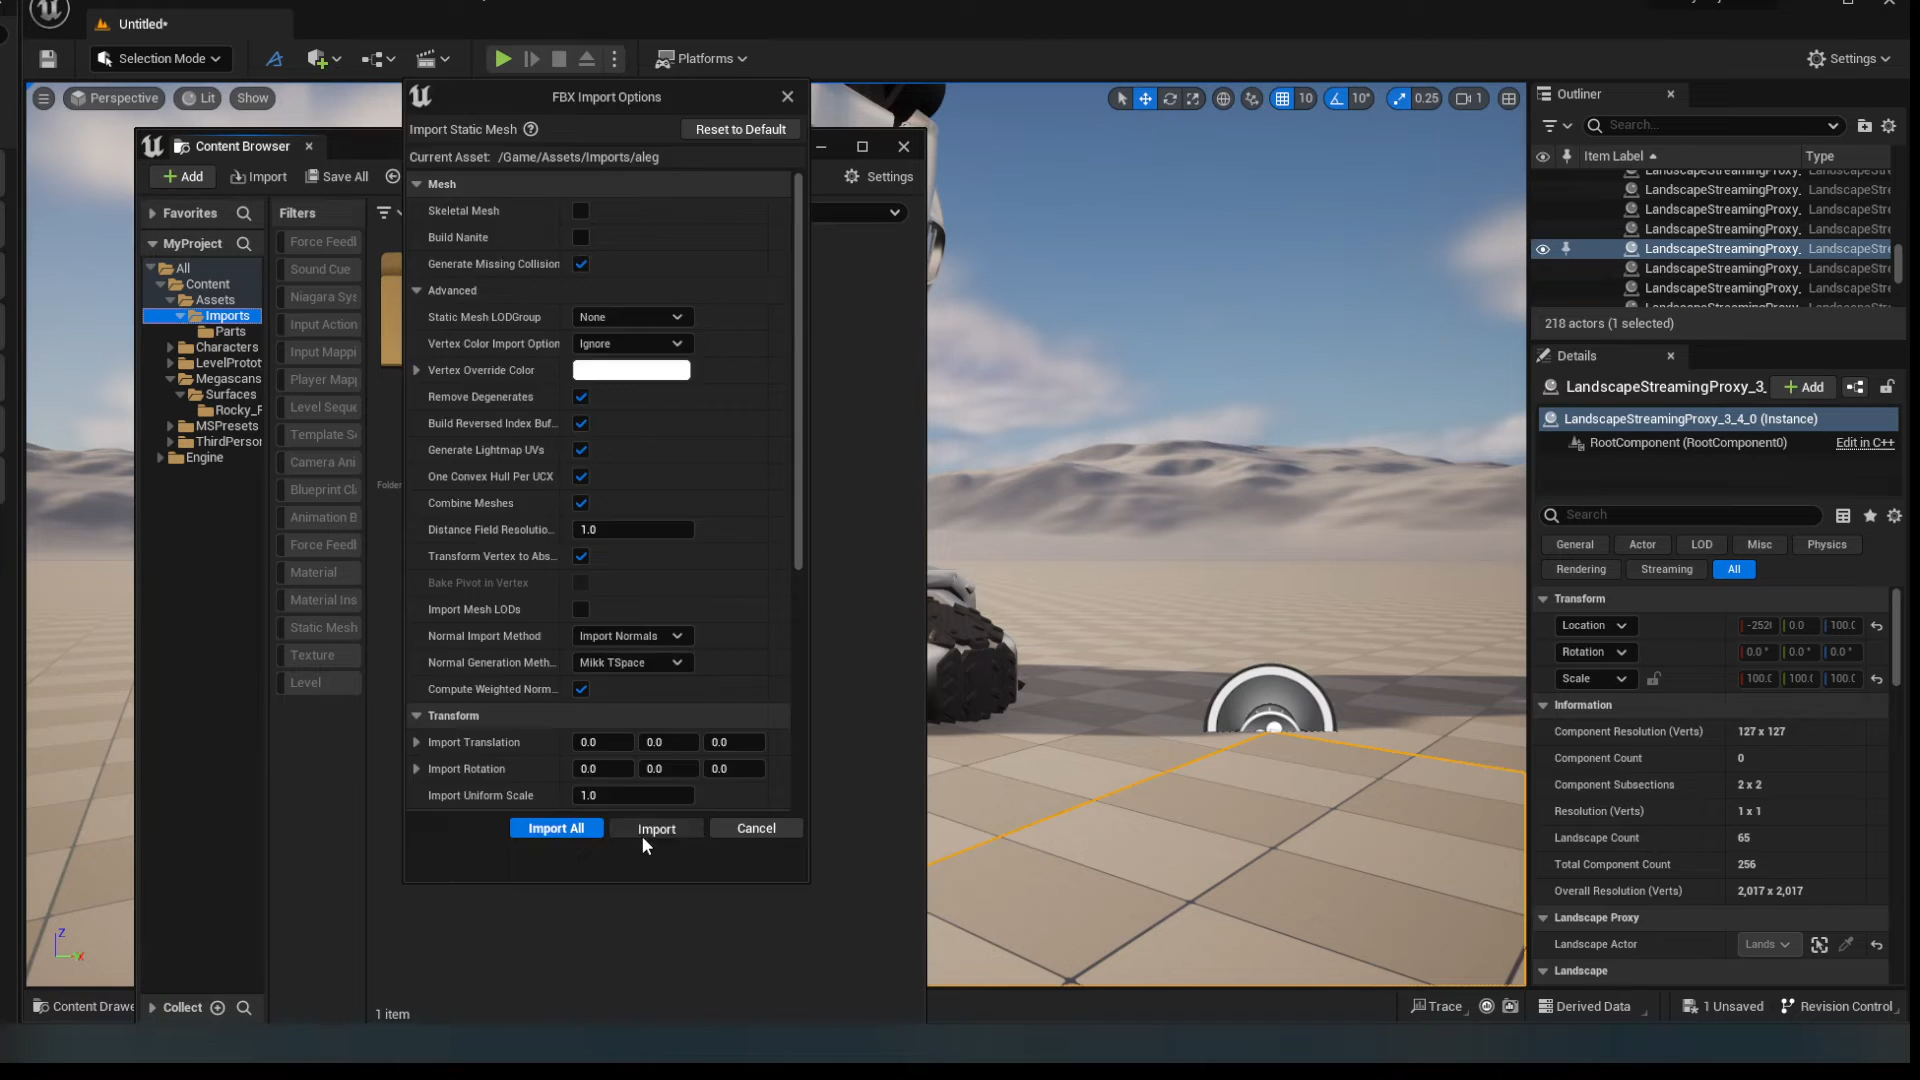 Untitled*
Selection Mode
Platforms
Settings
Perspective
Lit
Show
10
10°
0.25
1
FBX Import Options
Import Static Mesh
Reset to Default
Current Asset: /Game/Assets/Imports/aleg
Mesh
Skeletal Mesh
Build Nanite
Generate Missing Collision
Advanced
Static Mesh LODGroup
None
Vertex Color Import Option
Ignore
Vertex Override Color
Remove Degenerates
Build Reversed Index Buf...
Generate Lightmap UVs
One Convex Hull Per UCX
Combine Meshes
Distance Field Resolutio...
1.0
Transform Vertex to Abs...
Bake Pivot in Vertex
Import Mesh LODs
Normal Import Method
Import Normals
Normal Generation Meth...
Mikk TSpace
Compute Weighted Norm...
Transform
Import Translation
0.0 0.0 0.0
Import Rotation
0.0 0.0 0.0
Import Uniform Scale
1.0
Import All
Import
Cancel
Content Browser
Add
Import
Save All
Settings
Favorites
MyProject
All
Content
Assets
Imports
Parts
Characters
LevelProtot
Megascans
Surfaces
Rocky_F
MSPresets
ThirdPerson
Engine
Collect
Filters
Force Feedl
Sound Cue
Niagara Sys
Input Action
Input Mappi
Player Mapp
Level Seque
Template Se
Camera Ani
Blueprint Cl
Animation B
Force Feedl
Material
Material Ins
Static Mesh
Texture
Level
Folder
1 item
Z
X
Outliner
Search...
Item Label
Type
LandscapeStreamingProxy_ LandscapeStre
LandscapeStreamingProxy_ LandscapeStre
LandscapeStreamingProxy_ LandscapeStre
LandscapeStreamingProxy_ LandscapeStre
LandscapeStreamingProxy_ LandscapeStre
LandscapeStreamingProxy_ LandscapeStre
LandscapeStreamingProxy_ LandscapeStre
218 actors (1 selected)
Details
LandscapeStreamingProxy_3_
Add
LandscapeStreamingProxy_3_4_0 (Instance)
RootComponent (RootComponent0)
Edit in C++
Search
General
Actor
LOD
Misc
Physics
Rendering
Streaming
All
Transform
Location
0.0
Rotation
0.0 ° 0.0 ° 0.0 °
Scale
Information
Component Resolution (Verts)
127 x 127
Component Count
0
Component Subsections
2 x 2
Resolution (Verts)
1 x 1
Landscape Count
65
Total Component Count
256
Overall Resolution (Verts)
2,017 x 2,017
Landscape Proxy
Landscape Actor
Lands
Landscape
Content Drawe
Trace
Derived Data
1 Unsaved
Revision Control